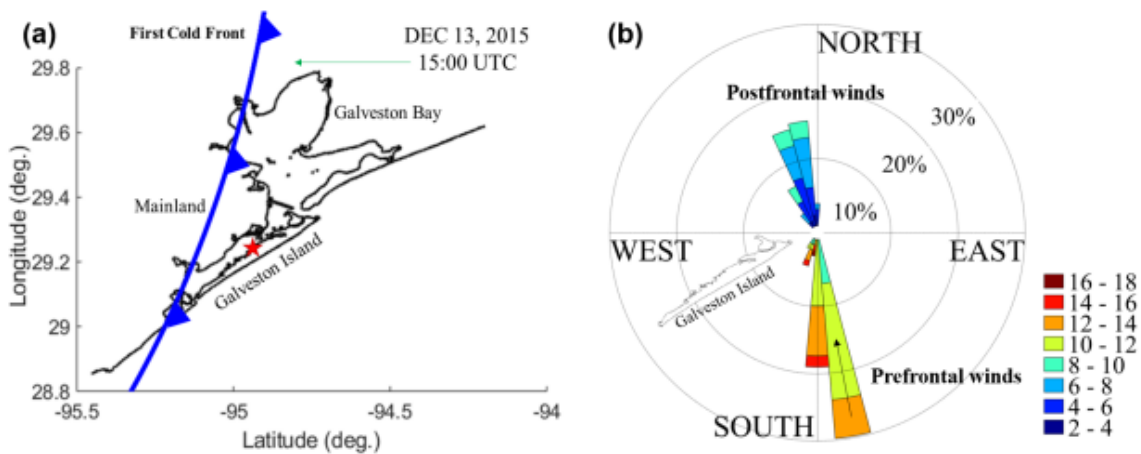 (a)
First Cold Front
DEC 13, 2015
15:00 UTC
Galveston Bay
Mainland
Galveston Island
29.8
29.6
29.4
29.2
29
28.8
Longitude (deg.)
-95.5
-95
-94.5
-94
Latitude (deg.)
(b)
NORTH
Postfrontal winds
30%
20%
10%
WEST
EAST
Galveston Island
Prefrontal winds
SOUTH
16 - 18
14 - 16
12 - 14
10 - 12
8 - 10
6 - 8
4 - 6
2 - 4